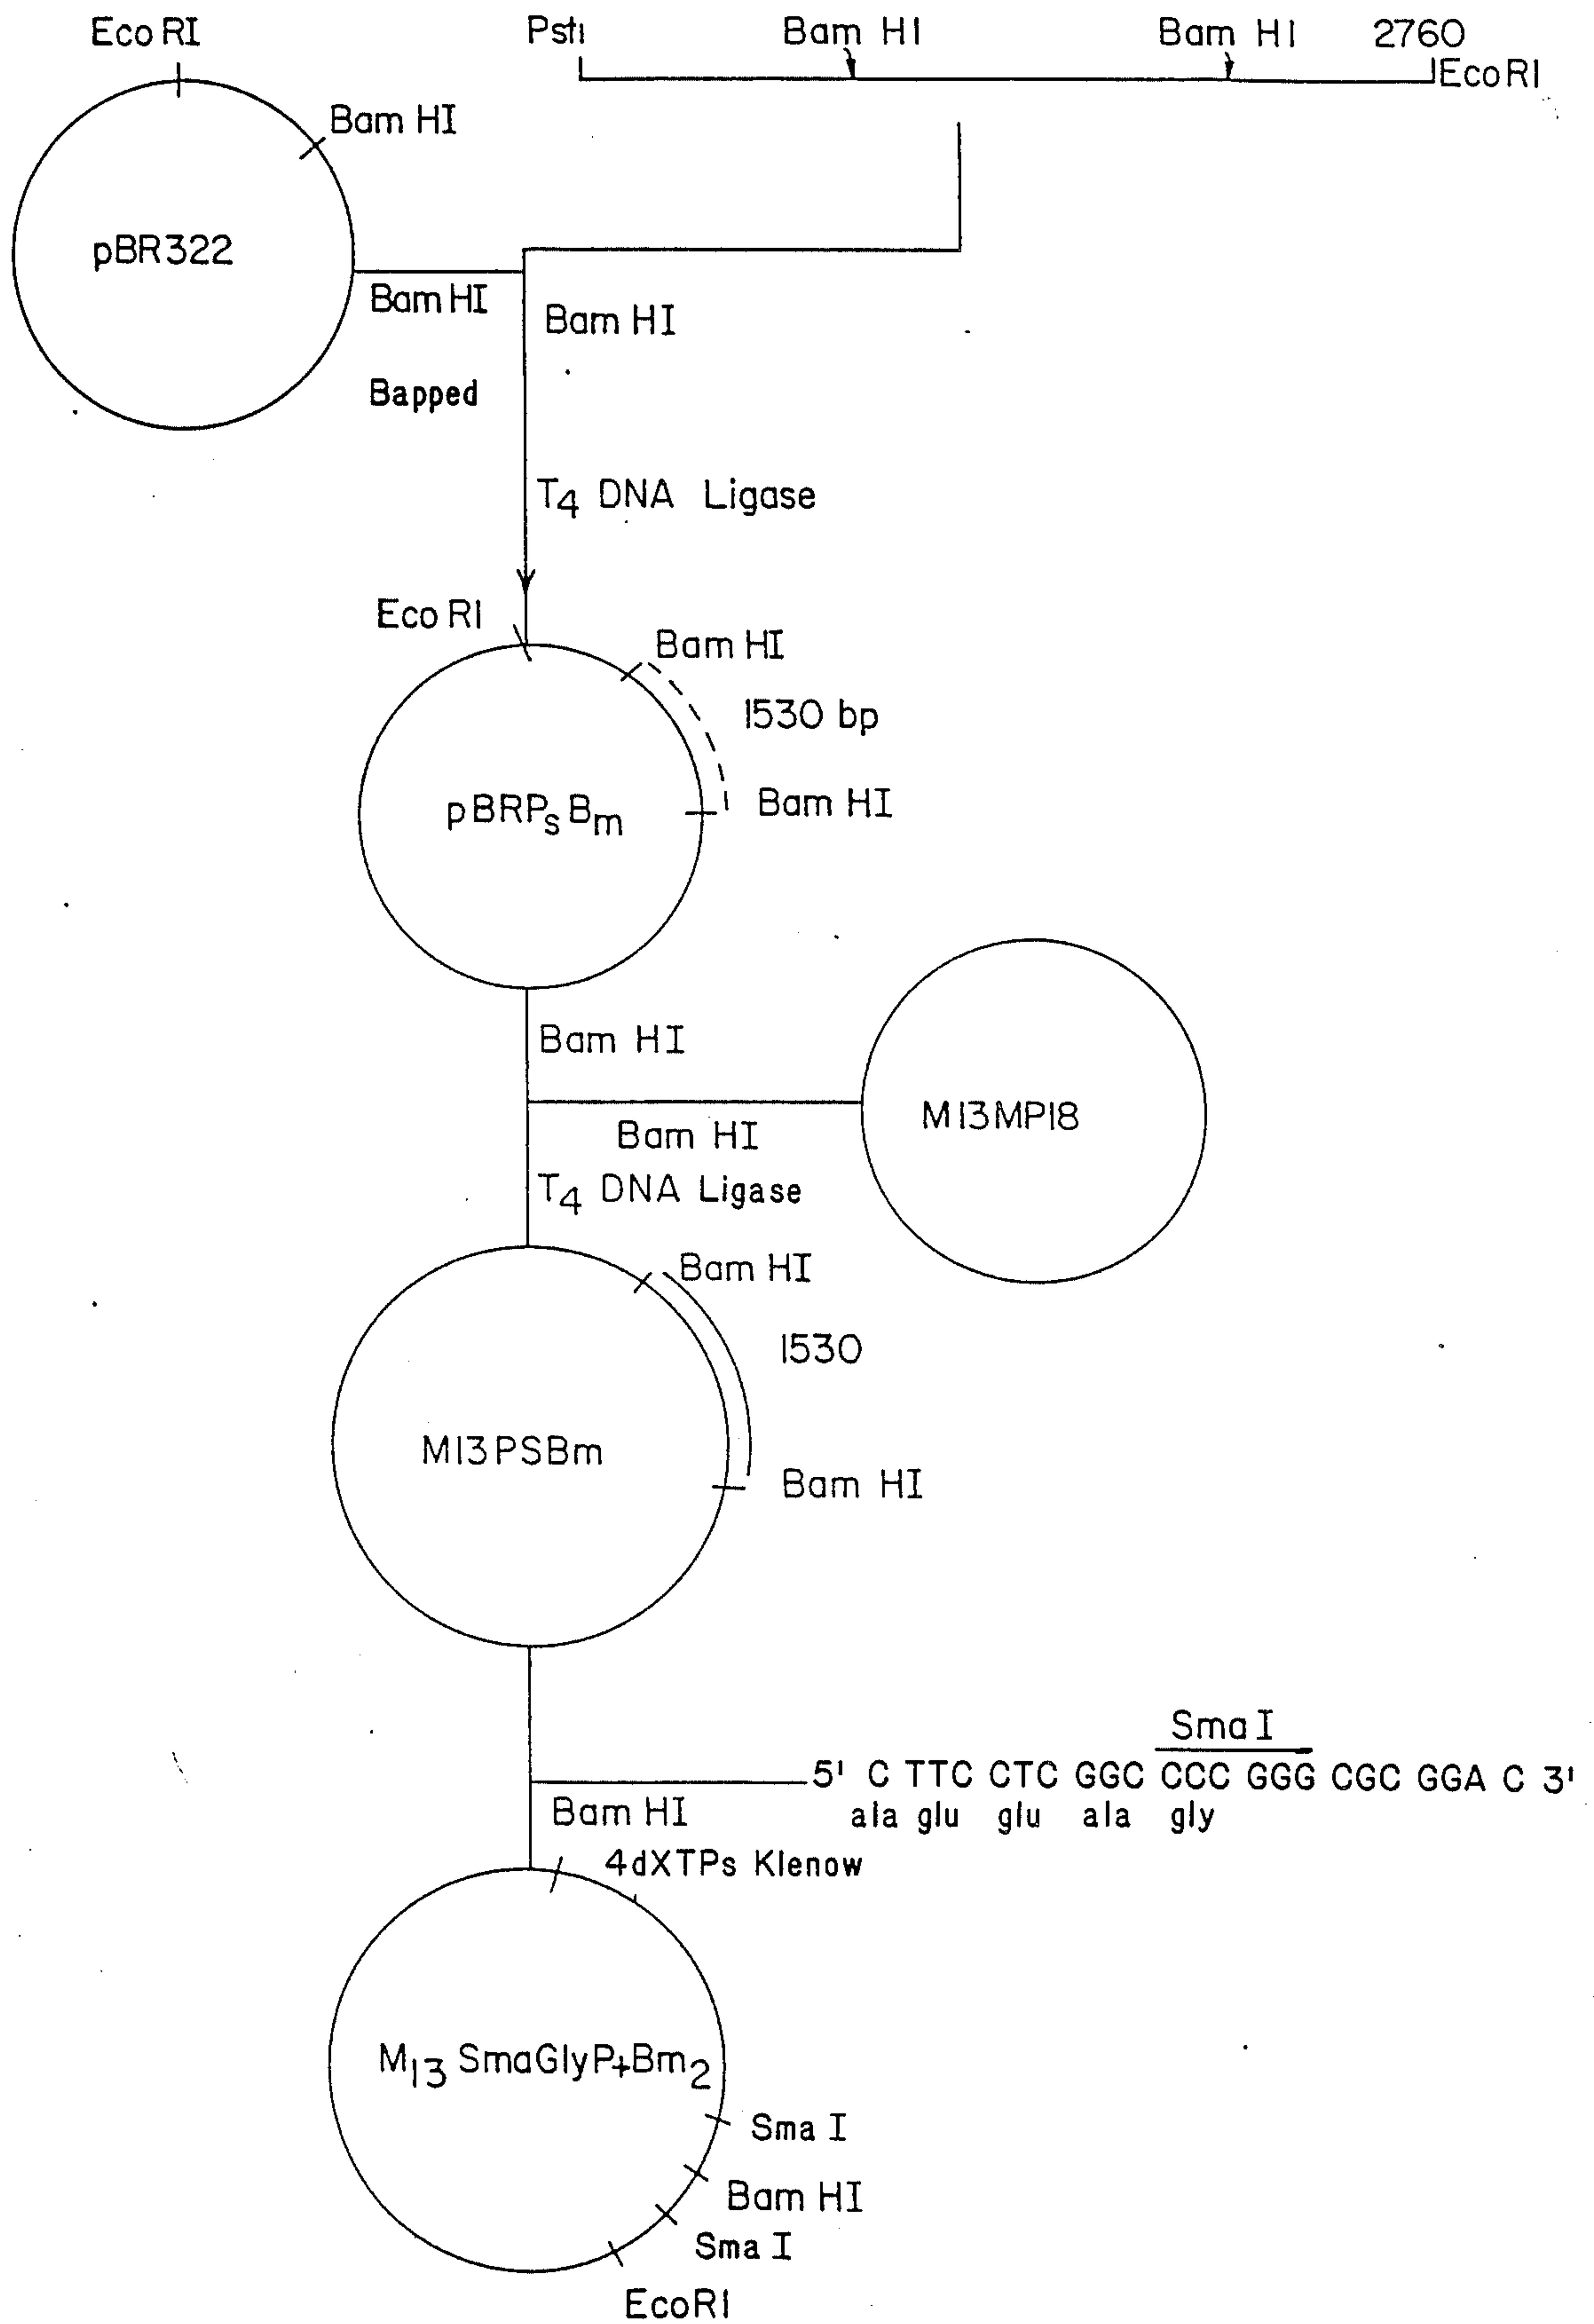 Eco RI
PstI
Bam HI
Bam HI
2760
EcoRI
Bam HI
pBR322
Bam HI
Bam HI
Bapped
T4 DNA Ligase
Eco RI
Bam HI
1530 bp
pBRPsBm
Bam HI
Bam HI
M13MP18
Bam HI
T4 DNA Ligase
Bam HI
1530
M13PSBm
Bam HI
Sma I
5' C TTC CTC GGC CCC GGG CGC GGA C 3'
ala glu glu ala gly
Bam HI
4dXTPs Klenow
M13 SmaGlyP+Bm2
Sma I
Bam HI
Sma I
EcoRI